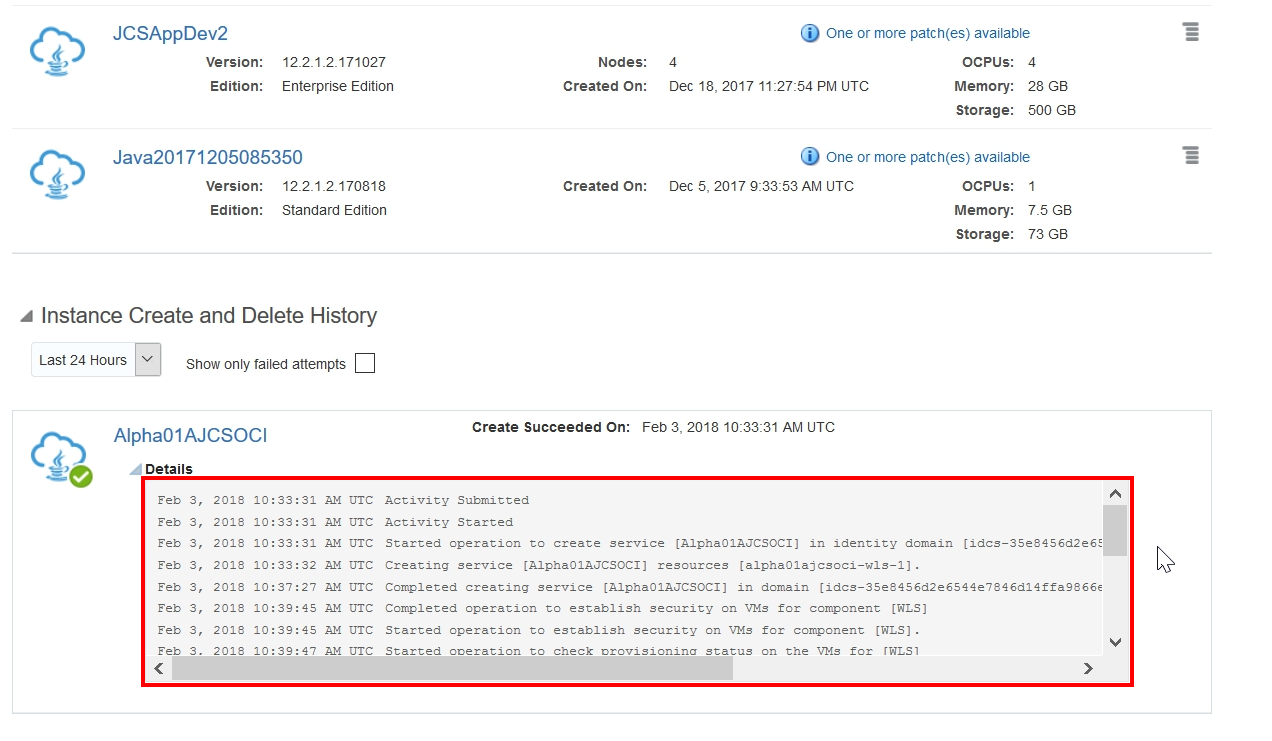 JCSAppDev2
One or more patch(es) available
Version: 12.2.1.2.171027 Nodes: 4 OCPUs: 4
Edition: Enterprise Edition Created On: Dec 18, 2017 11:27:54 PM UTC Memory: 28 GB
Storage: 500 GB
Java20171205085350
One or more patch(es) available
Version: 12.2.1.2.170818 Created On: Dec 5, 2017 9:33:53 AM UTC OCPUs: 1
Edition: Standard Edition Memory: 7.5 GB
Storage: 73 GB
Instance Create and Delete History
Last 24 Hours Show only failed attempts
Alpha01AJCSOCI Create Succeeded On: Feb 3, 2018 10:33:31 AM UTC
Details
Feb 3, 2018 10:33:31 AM UTC Activity Submitted
Feb 3, 2018 10:33:31 AM UTC Activity Started
Feb 3, 2018 10:33:31 AM UTC Started operation to create service [Alpha01AJCSOCI] in identity domain [idcs-35e8456d2e65
Feb 3, 2018 10:33:32 AM UTC Creating service [Alpha01AJCSOCI] resources [alpha01ajcsoci-wls-1].
Feb 3, 2018 10:37:27 AM UTC Completed creating service [Alpha01AJCSOCI] in domain [idcs-35e8456d2e6544e7846d14ffa9866e
Feb 3, 2018 10:39:45 AM UTC Completed operation to establish security on VMs for component [WLS]
Feb 3, 2018 10:39:45 AM UTC Started operation to establish security on VMs for component [WLS].
Feb 3, 2018 10:39:47 AM UTC Started operation to check provisioning status on the VMs for [WLS]